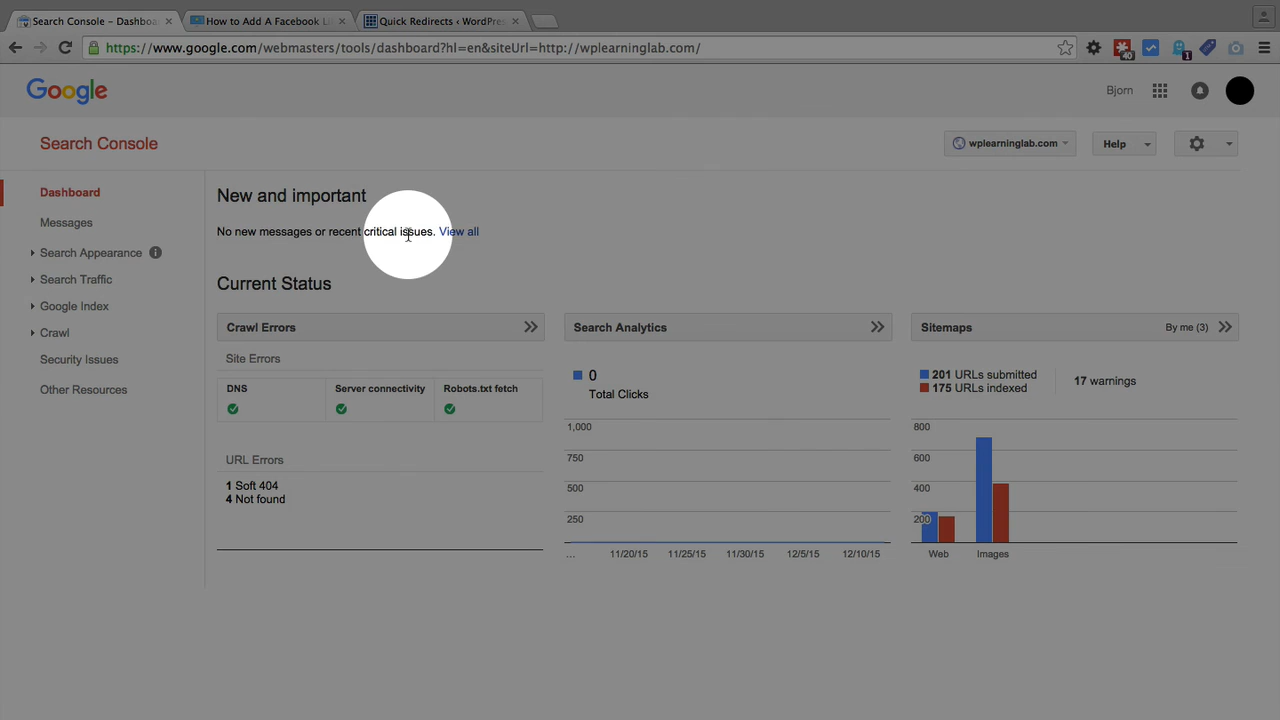 Search Console – Dashboa
How to Add A Facebook Li
Quick Redirects ‹ WordPre
https://www.google.com/webmasters/tools/dashboard?hl=en&siteUrl=http://wplearninglab.com/
40
1
Google
Bjorn
Search Console
wplearninglab.com
Help
Dashboard
Messages
Search Appearance
Search Traffic
Google Index
Crawl
Security Issues
Other Resources
New and important
No new messages or recent critical issues. View all
Current Status
Crawl Errors
Site Errors
DNS
Server connectivity
Robots.txt fetch
URL Errors
1 Soft 404
4 Not found
Search Analytics
0
Total Clicks
1,000
750
500
250
... 11/20/15 11/25/15 11/30/15 12/5/15 12/10/15
Sitemaps
By me (3)
201 URLs submitted
175 URLs indexed
17 warnings
800
600
400
200
Web Images